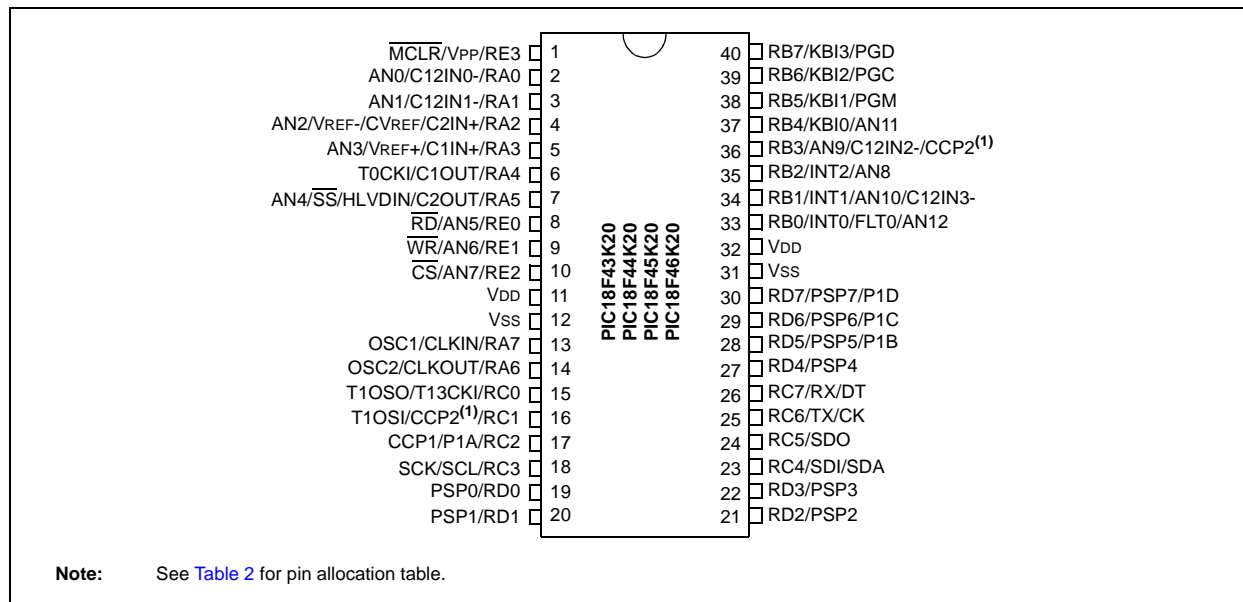 MCLR/VPP/RE3 1
AN0/C12IN0-/RA0 2
AN1/C12IN1-/RA1 3
AN2/VREF-/CVREF/C2IN+/RA2 4
AN3/VREF+/C1IN+/RA3 5
T0CKI/C1OUT/RA4 6
AN4/SS/HLVDIN/C2OUT/RA5 7
RD/AN5/RE0 8
WR/AN6/RE1 9
CS/AN7/RE2 10
VDD 11
VSS 12
OSC1/CLKIN/RA7 13
OSC2/CLKOUT/RA6 14
T1OSO/T13CKI/RC0 15
T1OSI/CCP2(1)/RC1 16
CCP1/P1A/RC2 17
SCK/SCL/RC3 18
PSP0/RD0 19
PSP1/RD1 20
PIC18F43K20
PIC18F44K20
PIC18F45K20
PIC18F46K20
40 RB7/KBI3/PGD
39 RB6/KBI2/PGC
38 RB5/KBI1/PGM
37 RB4/KBI0/AN11
36 RB3/AN9/C12IN2-/CCP2(1)
35 RB2/INT2/AN8
34 RB1/INT1/AN10/C12IN3-
33 RB0/INT0/FLT0/AN12
32 VDD
31 VSS
30 RD7/PSP7/P1D
29 RD6/PSP6/P1C
28 RD5/PSP5/P1B
27 RD4/PSP4
26 RC7/RX/DT
25 RC6/TX/CK
24 RC5/SDO
23 RC4/SDI/SDA
22 RD3/PSP3
21 RD2/PSP2
Note: See Table 2 for pin allocation table.